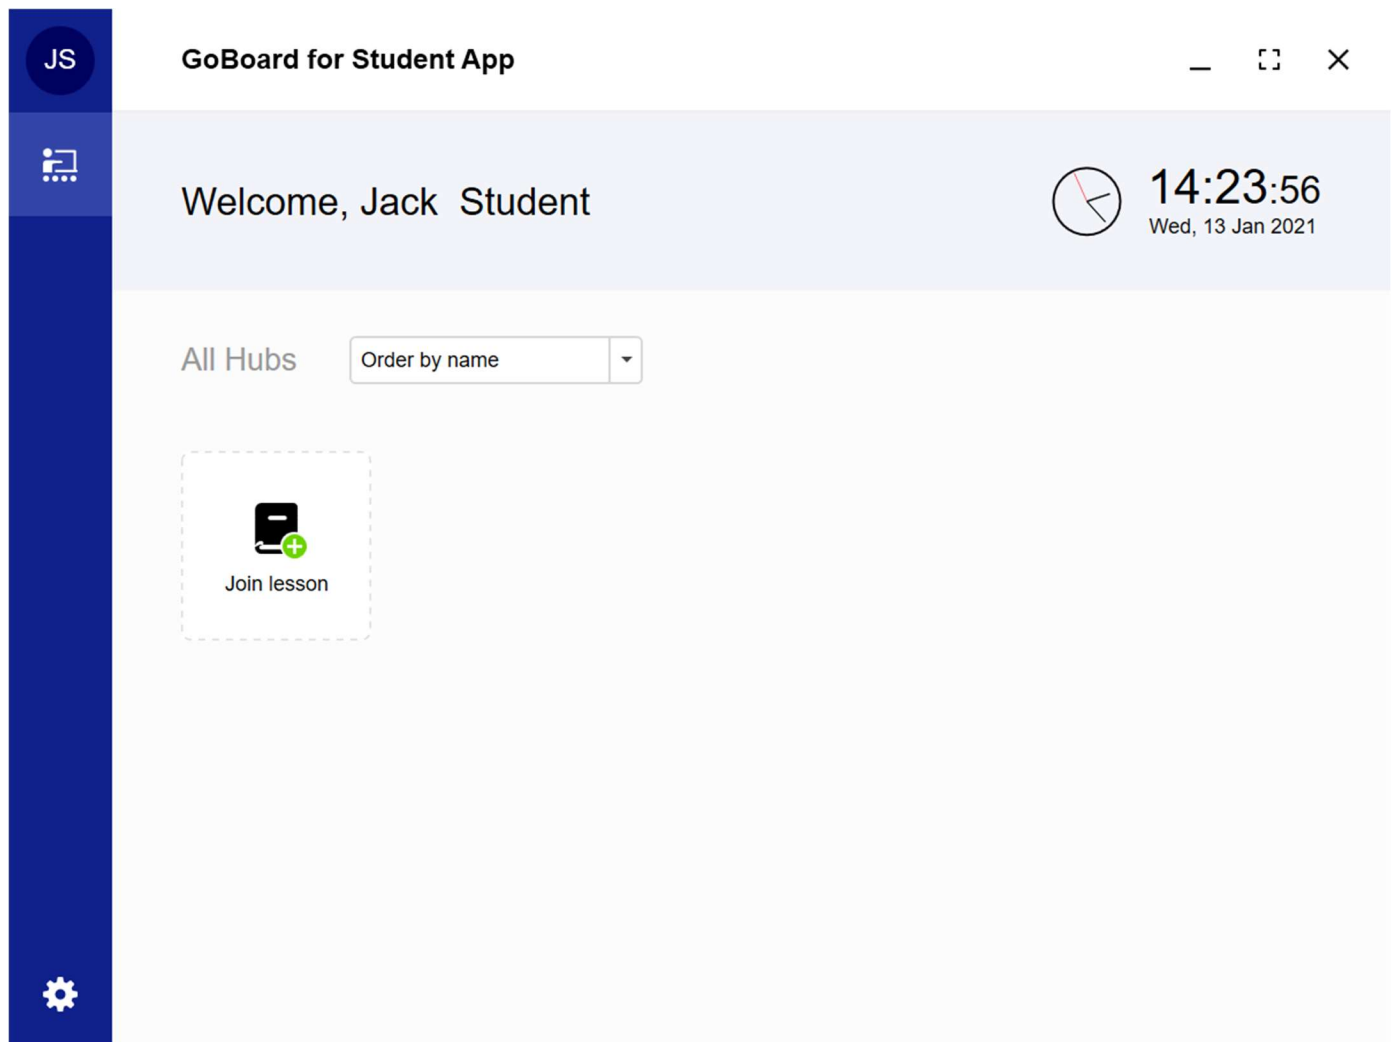 JS
GoBoard for Student App
Welcome, Jack  Student
14:23:56
Wed, 13 Jan 2021
All Hubs
Order by name
Join lesson